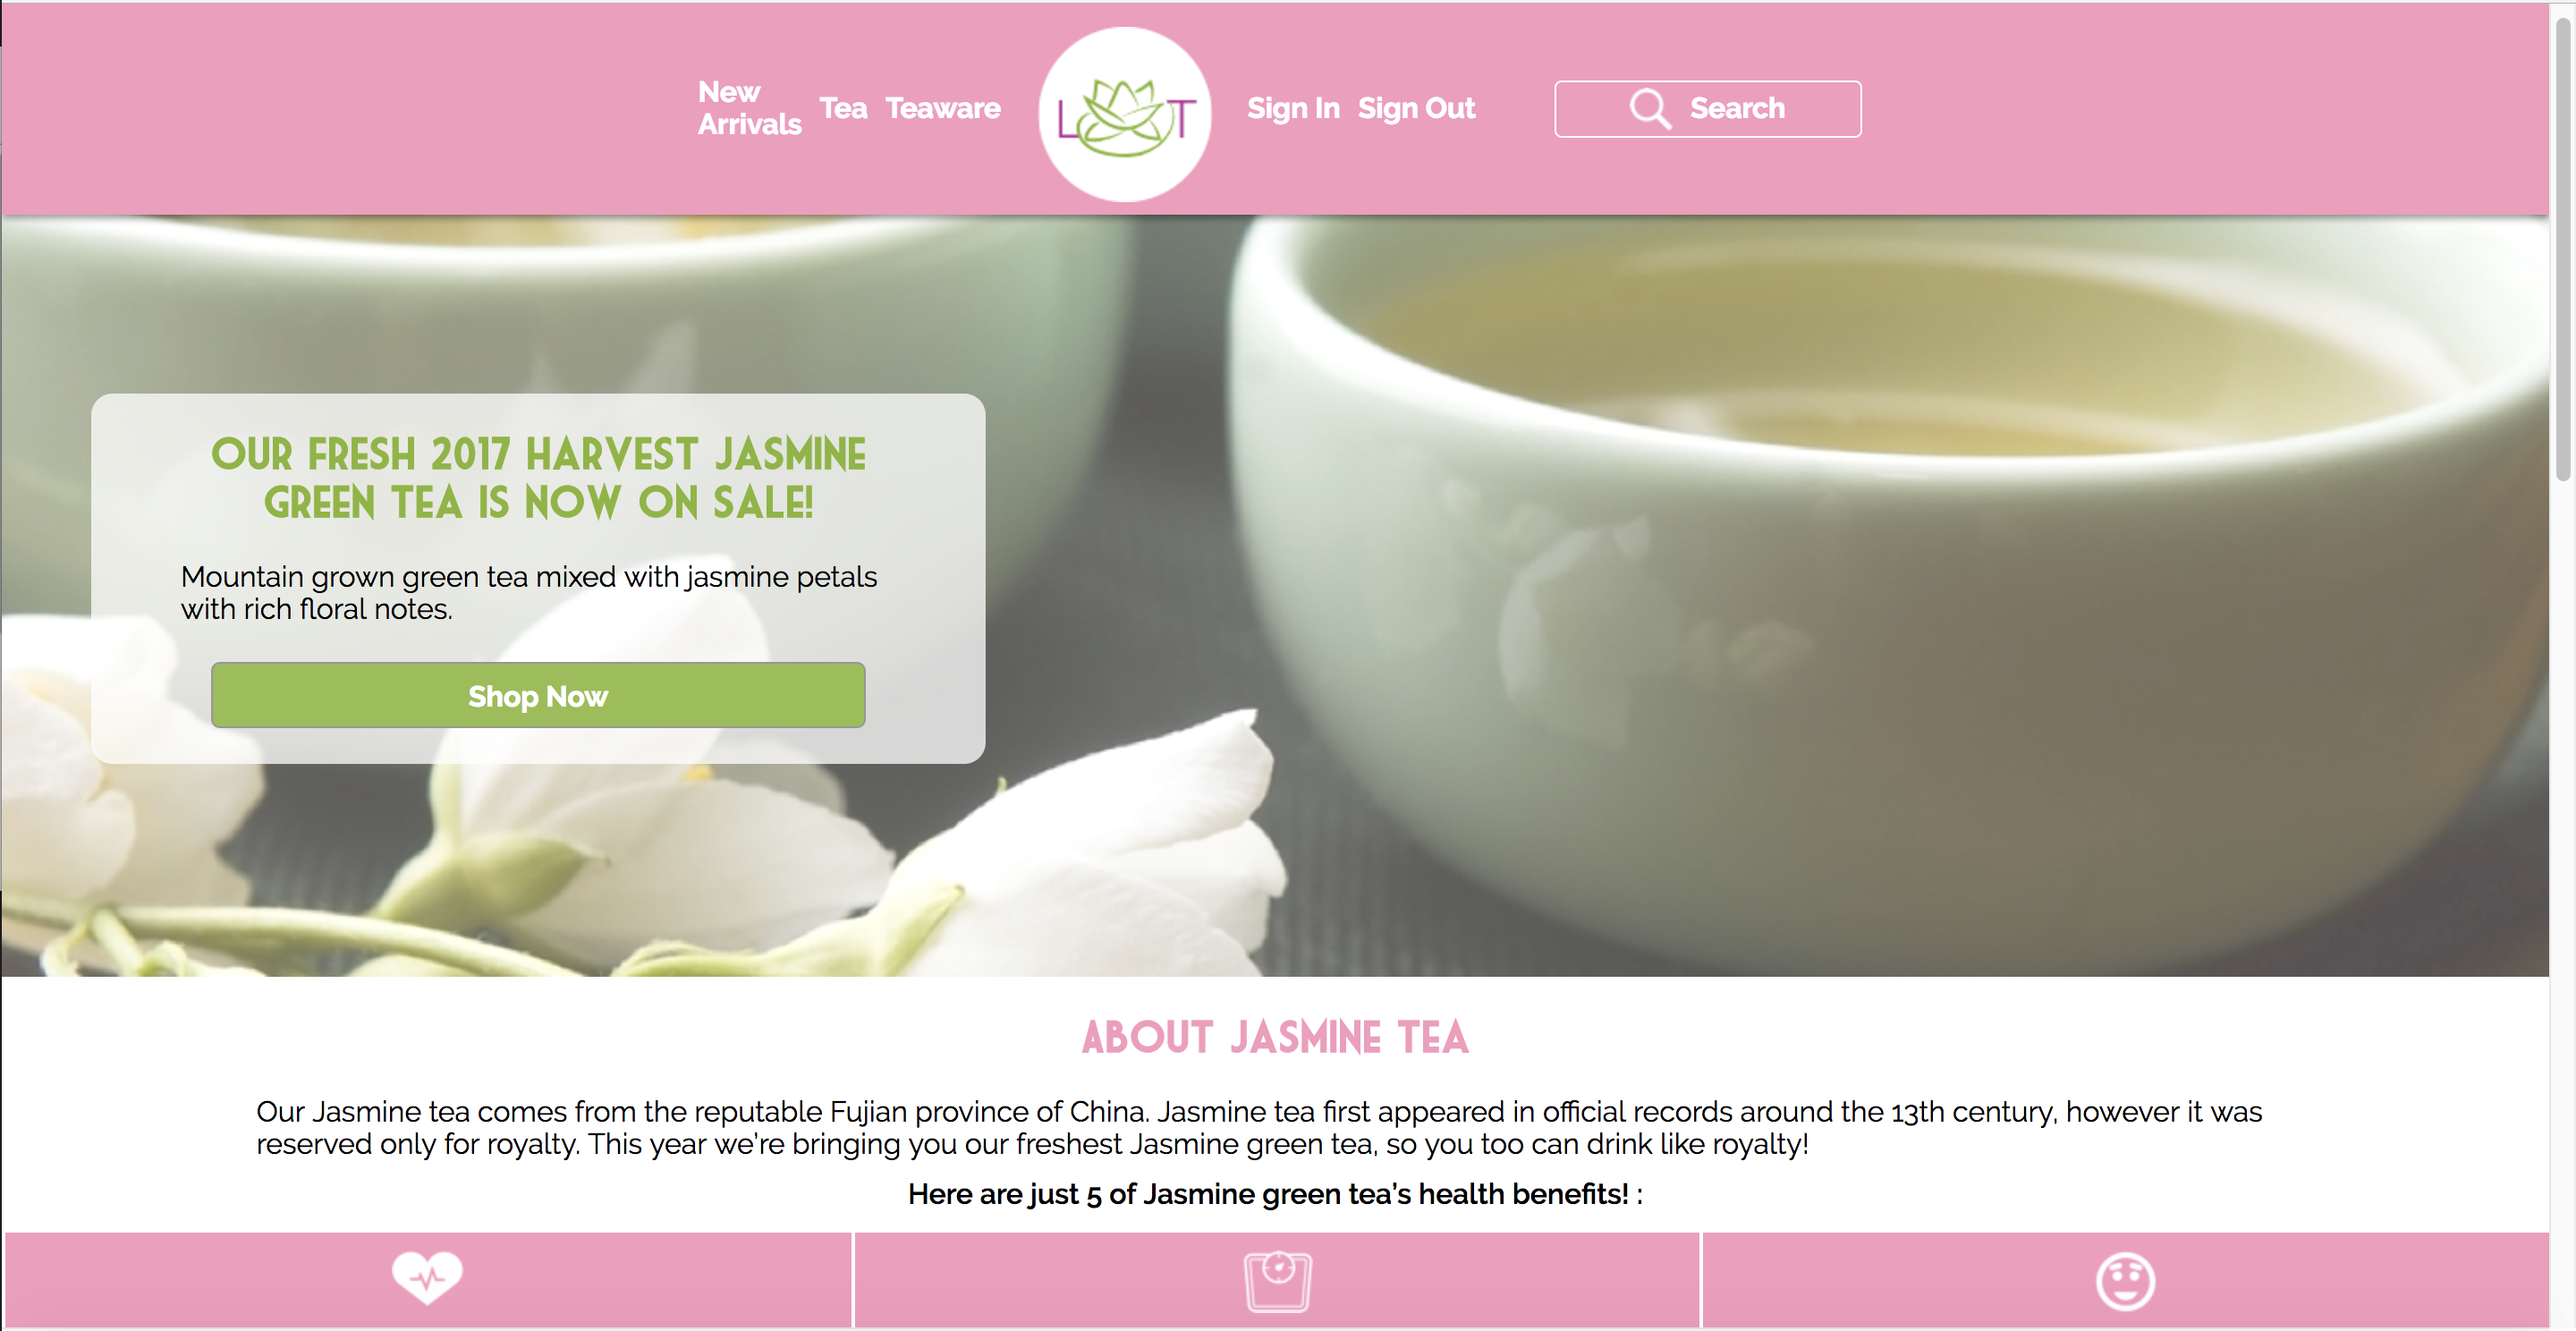 New
Arrivals
Tea
Teaware
L T
Sign In
Sign Out
Search
OUR FRESH 2017 HARVEST JASMINE
GREEN TEA IS NOW ON SALE!
Mountain grown green tea mixed with jasmine petals
with rich floral notes.
Shop Now
ABOUT JASMINE TEA
Our Jasmine tea comes from the reputable Fujian province of China. Jasmine tea first appeared in official records around the 13th century, however it was
reserved only for royalty. This year we’re bringing you our freshest Jasmine green tea, so you too can drink like royalty!
Here are just 5 of Jasmine green tea’s health benefits! :